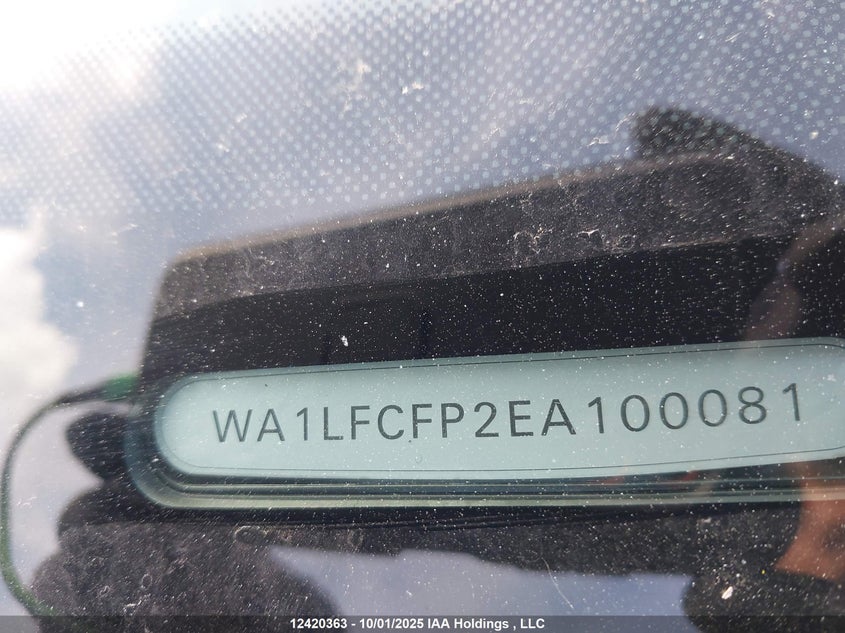 WA1LFCFP2EA100081
12420363 - 10/01/2025 IAA Holdings , LLC